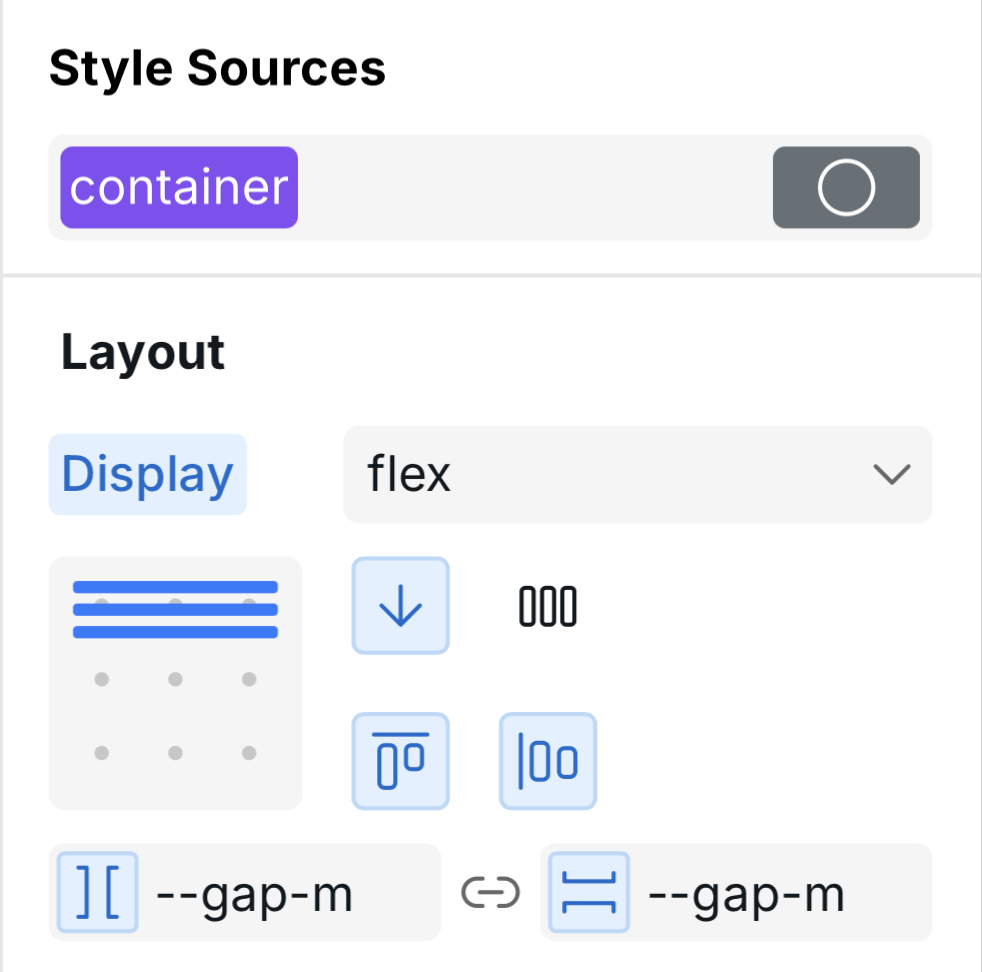 Style Sources
container
Layout
Display
flex
--gap-m
--gap-m